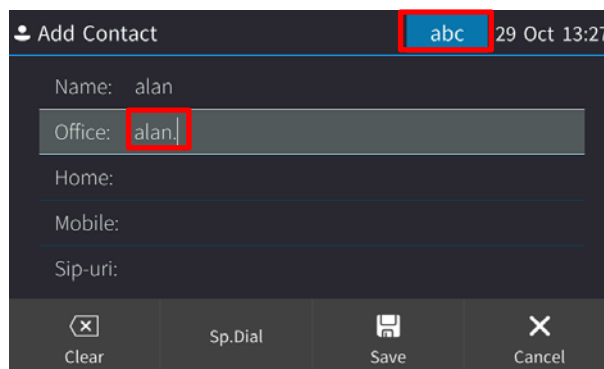 Add Contact abc 29 Oct 13:27
Name: alan
Office: alan.
Home:
Mobile:
Sip-uri:
Clear Sp.Dial Save Cancel